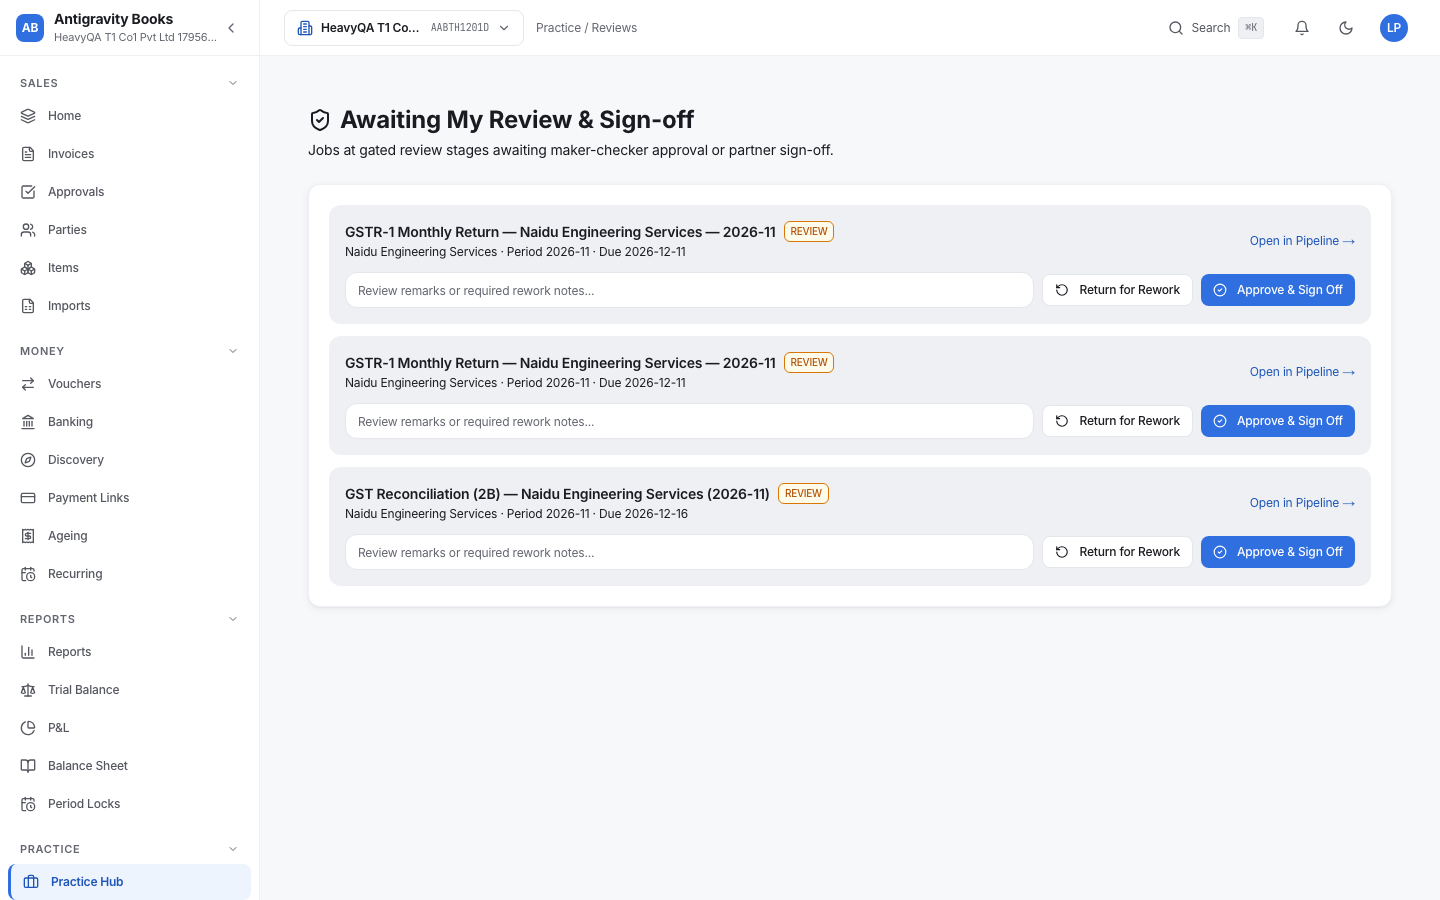 AB
Antigravity Books
HeavyQA T1 Co1 Pvt Ltd 17956...
SALES
Home
Invoices
Approvals
Parties
Items
Imports
MONEY
Vouchers
Banking
Discovery
Payment Links
Ageing
Recurring
REPORTS
Reports
Trial Balance
P&L
Balance Sheet
Period Locks
PRACTICE
Practice Hub
HeavyQA T1 Co... AABTH1201D
Practice / Reviews
Search ⌘K
LP
Awaiting My Review & Sign-off
Jobs at gated review stages awaiting maker-checker approval or partner sign-off.
GSTR-1 Monthly Return — Naidu Engineering Services — 2026-11 REVIEW
Naidu Engineering Services · Period 2026-11 · Due 2026-12-11
Open in Pipeline →
Review remarks or required rework notes... Return for Rework Approve & Sign Off
GSTR-1 Monthly Return — Naidu Engineering Services — 2026-11 REVIEW
Naidu Engineering Services · Period 2026-11 · Due 2026-12-11
Open in Pipeline →
Review remarks or required rework notes... Return for Rework Approve & Sign Off
GST Reconciliation (2B) — Naidu Engineering Services (2026-11) REVIEW
Naidu Engineering Services · Period 2026-11 · Due 2026-12-16
Open in Pipeline →
Review remarks or required rework notes... Return for Rework Approve & Sign Off